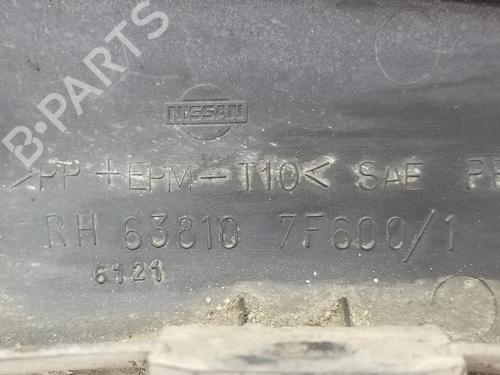 B-PARTS
NISSAN
>PP+EPM-T10< SAE
RH 63810 7F600/1
6121